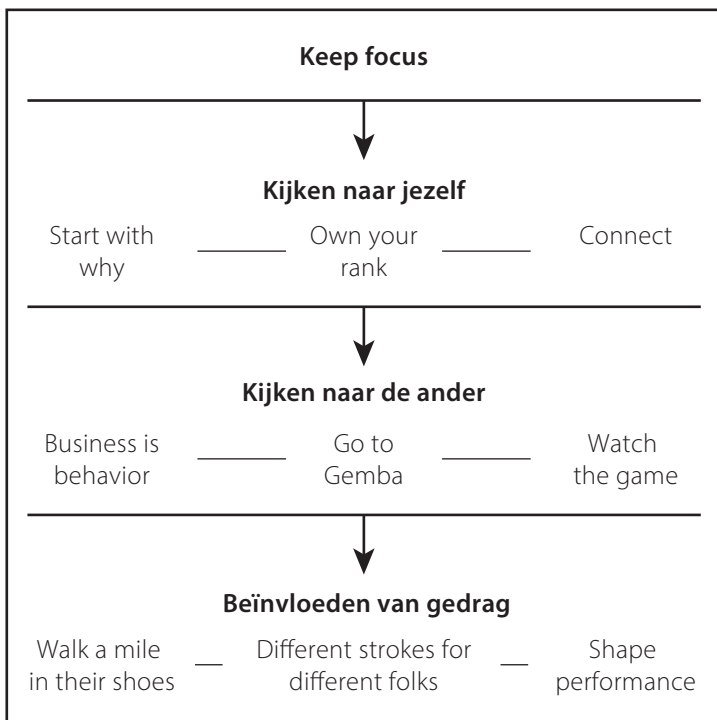 Keep focus
Kijken naar jezelf
Start with
why
Own your
rank
Connect
Kijken naar de ander
Business is
behavior
Go to
Gemba
Watch
the game
Beïnvloeden van gedrag
Walk a mile
in their shoes
Different strokes for
different folks
Shape
performance